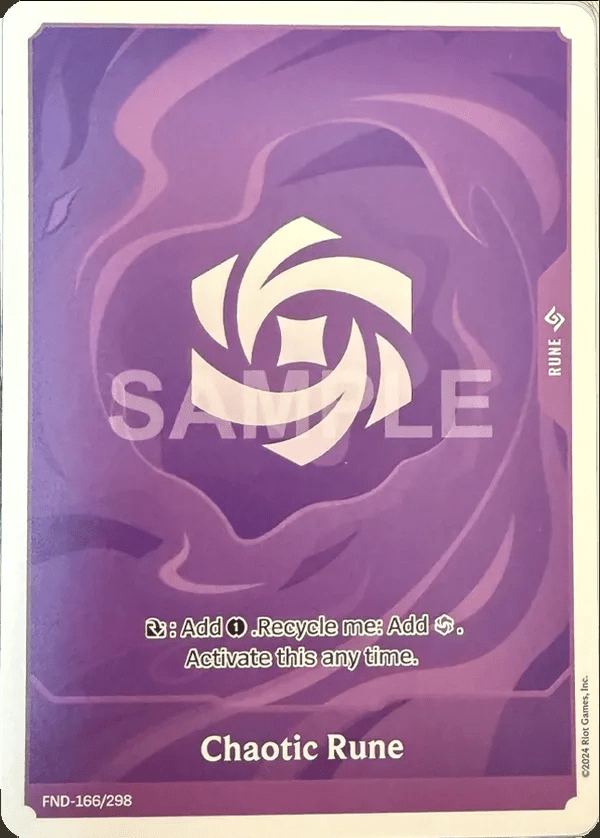 RUNE
SAMPLE
: Add 1 .Recycle me: Add .
Activate this any time.
Chaotic Rune
FND-166/298
©2024 Riot Games, Inc.